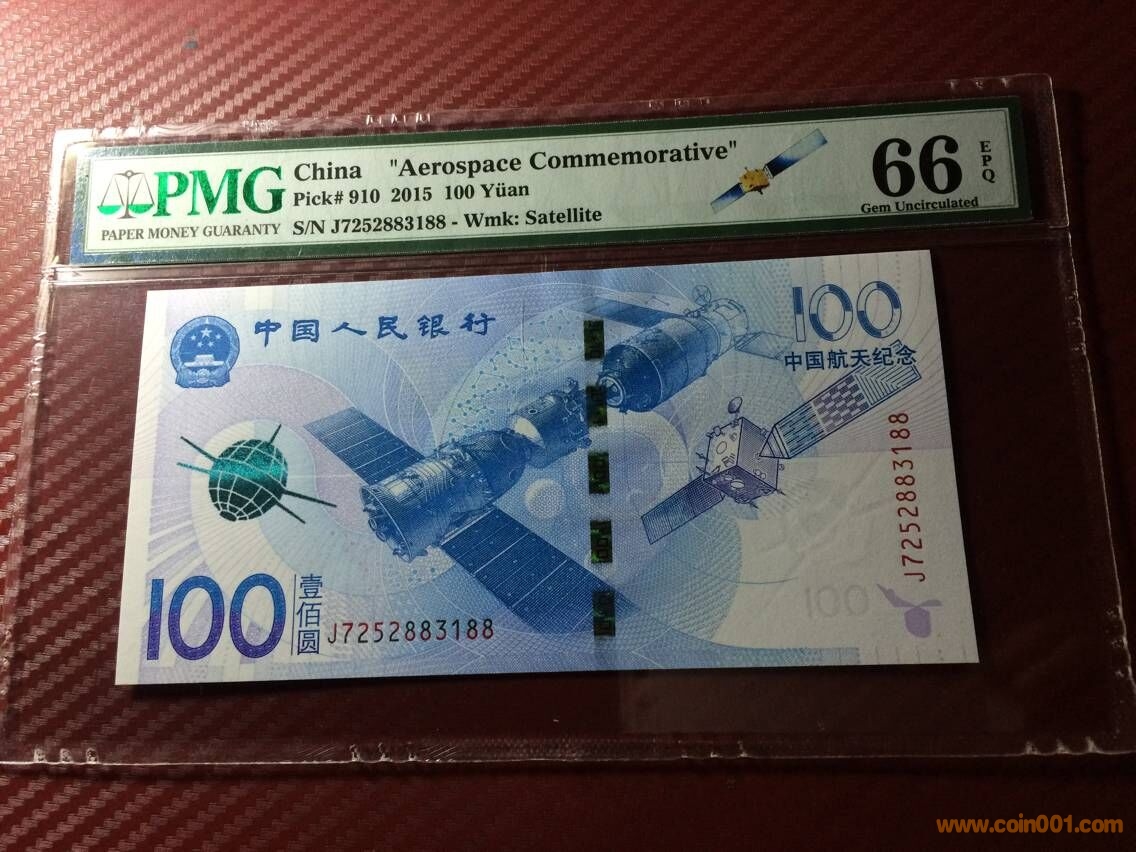 PMG
PAPER MONEY GUARANTY
China "Aerospace Commemorative"
Pick# 910 2015 100 Yüan
S/N J7252883188 - Wmk: Satellite
66
EPQ
Gem Uncirculated
中国人民银行
100
中国航天纪念
J7252883188
100
壹佰圆
J7252883188
100
www.coin001.com